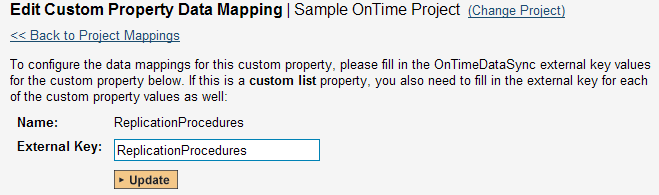 Edit Custom Property Data Mapping | Sample OnTime Project (Change Project)
<< Back to Project Mappings
To configure the data mappings for this custom property, please fill in the OnTimeDataSync external key values
for the custom property below. If this is a custom list property, you also need to fill in the external key for each
of the custom property values as well:
Name: ReplicationProcedures
External Key: ReplicationProcedures
Update